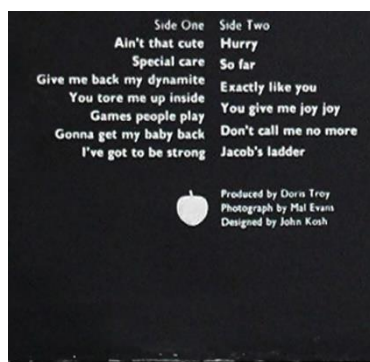 Side One
Ain't that cute
Special care
Give me back my dynamite
You tore me up inside
Games people play
Gonna get my baby back
I've got to be strong
Side Two
Hurry
So far
Exactly like you
You give me joy joy
Don't call me no more
Jacob's ladder
Produced by Doris Troy
Photograph by Mal Evans
Designed by John Kosh